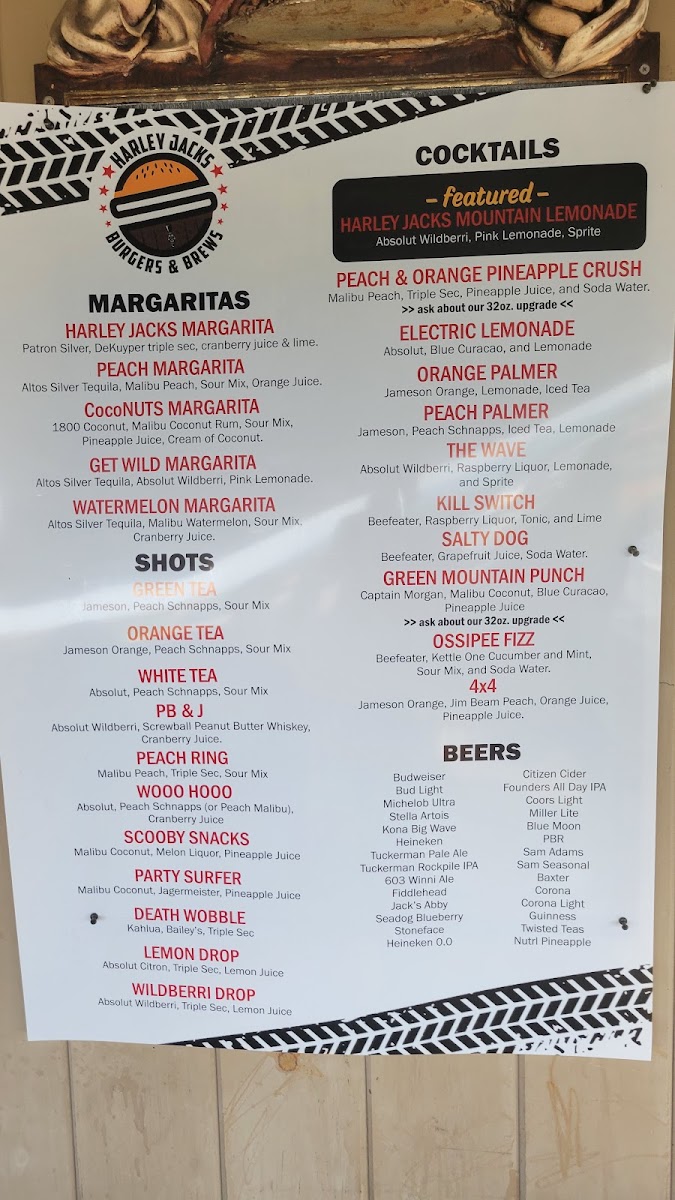 HARLEY JACKS
BURGERS & BREWS
MARGARITAS
HARLEY JACKS MARGARITA
Patron Silver, DeKuyper triple sec, cranberry juice & lime.
PEACH MARGARITA
Altos Silver Tequila, Malibu Peach, Sour Mix, Orange Juice.
CocoNUTS MARGARITA
1800 Coconut, Malibu Coconut Rum, Sour Mix,
Pineapple Juice, Cream of Coconut.
GET WILD MARGARITA
Altos Silver Tequila, Absolut Wildberri, Pink Lemonade.
WATERMELON MARGARITA
Altos Silver Tequila, Malibu Watermelon, Sour Mix,
Cranberry Juice.
SHOTS
GREEN TEA
Jameson, Peach Schnapps, Sour Mix
ORANGE TEA
Jameson Orange, Peach Schnapps, Sour Mix
WHITE TEA
Absolut, Peach Schnapps, Sour Mix
PB & J
Absolut Wildberri, Screwball Peanut Butter Whiskey,
Cranberry Juice.
PEACH RING
Malibu Peach, Triple Sec, Sour Mix
WOOO HOOO
Absolut, Peach Schnapps (or Peach Malibu),
Cranberry Juice
SCOOBY SNACKS
Malibu Coconut, Melon Liquor, Pineapple Juice
PARTY SURFER
Malibu Coconut, Jagermeister, Pineapple Juice
DEATH WOBBLE
Kahlua, Bailey's, Triple Sec
LEMON DROP
Absolut Citron, Triple Sec, Lemon Juice
WILDBERRI DROP
Absolut Wildberri, Triple Sec, Lemon Juice
COCKTAILS
- featured -
HARLEY JACKS MOUNTAIN LEMONADE
Absolut Wildberri, Pink Lemonade, Sprite
PEACH & ORANGE PINEAPPLE CRUSH
Malibu Peach, Triple Sec, Pineapple Juice, and Soda Water.
>> ask about our 32oz. upgrade <<
ELECTRIC LEMONADE
Absolut, Blue Curacao, and Lemonade
ORANGE PALMER
Jameson Orange, Lemonade, Iced Tea
PEACH PALMER
Jameson, Peach Schnapps, Iced Tea, Lemonade
THE WAVE
Absolut Wildberri, Raspberry Liquor, Lemonade,
and Sprite
KILL SWITCH
Beefeater, Raspberry Liquor, Tonic, and Lime
SALTY DOG
Beefeater, Grapefruit Juice, Soda Water.
GREEN MOUNTAIN PUNCH
Captain Morgan, Malibu Coconut, Blue Curacao,
Pineapple Juice
>> ask about our 32oz. upgrade <<
OSSIPEE FIZZ
Beefeater, Kettle One Cucumber and Mint,
Sour Mix, and Soda Water.
4x4
Jameson Orange, Jim Beam Peach, Orange Juice,
Pineapple Juice.
BEERS
Budweiser
Bud Light
Michelob Ultra
Stella Artois
Kona Big Wave
Heineken
Tuckerman Pale Ale
Tuckerman Rockpile IPA
603 Winni Ale
Fiddlehead
Jack's Abby
Seadog Blueberry
Stoneface
Heineken 0.0
Citizen Cider
Founders All Day IPA
Coors Light
Miller Lite
Blue Moon
PBR
Sam Adams
Sam Seasonal
Baxter
Corona
Corona Light
Guinness
Twisted Teas
Nutrl Pineapple